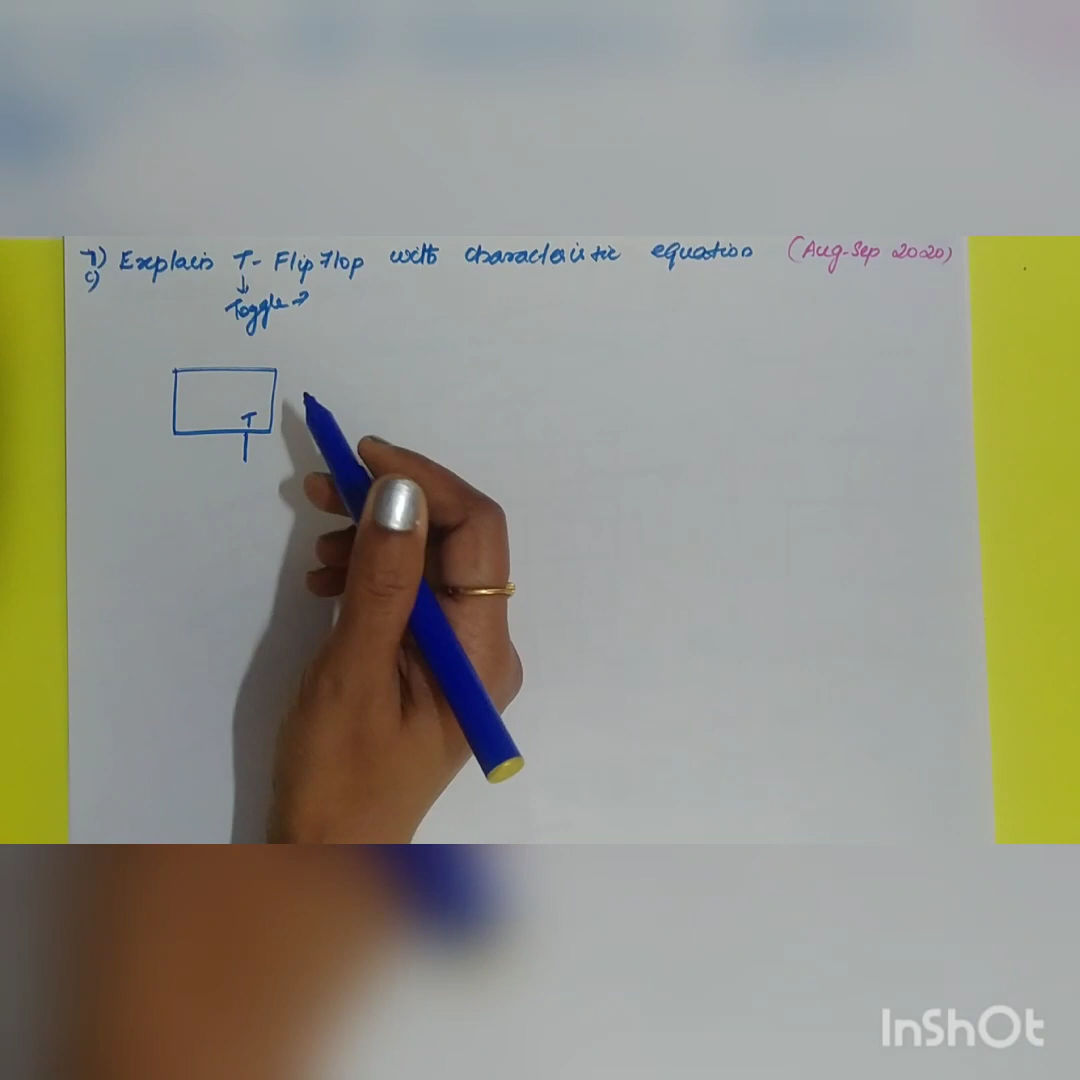 7) Explain T- Flip Flop with characteristic equation (Aug-Sep 2020)
c)
↓
Toggle →
T
InShOt